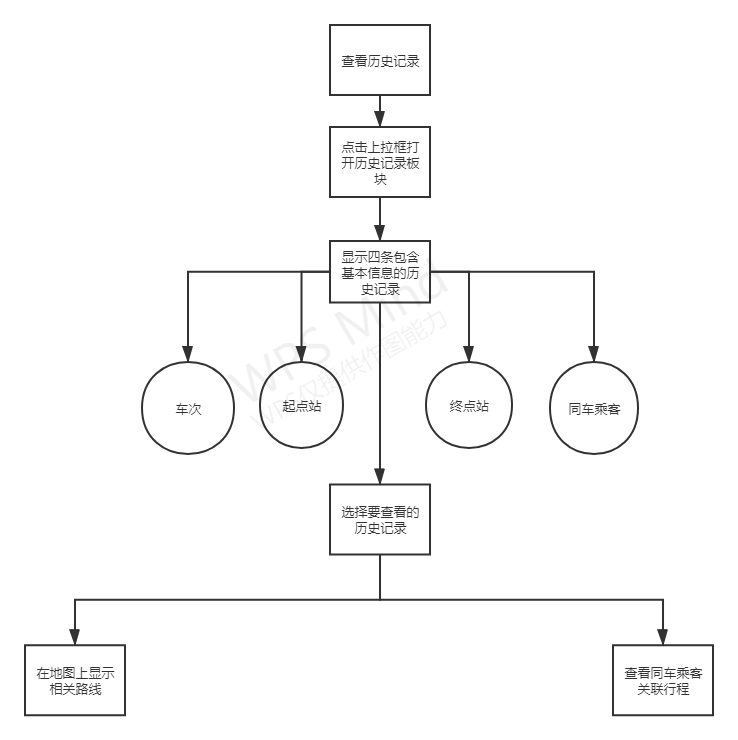 查看历史记录
点击上拉框打
开历史记录板
块
显示四条包含
基本信息的历
史记录
WPS Mind
WPS仅提供作图能力
车次
起点站
终点站
同车乘客
选择要查看的
历史记录
在地图上显示
相关路线
查看同车乘客
关联行程